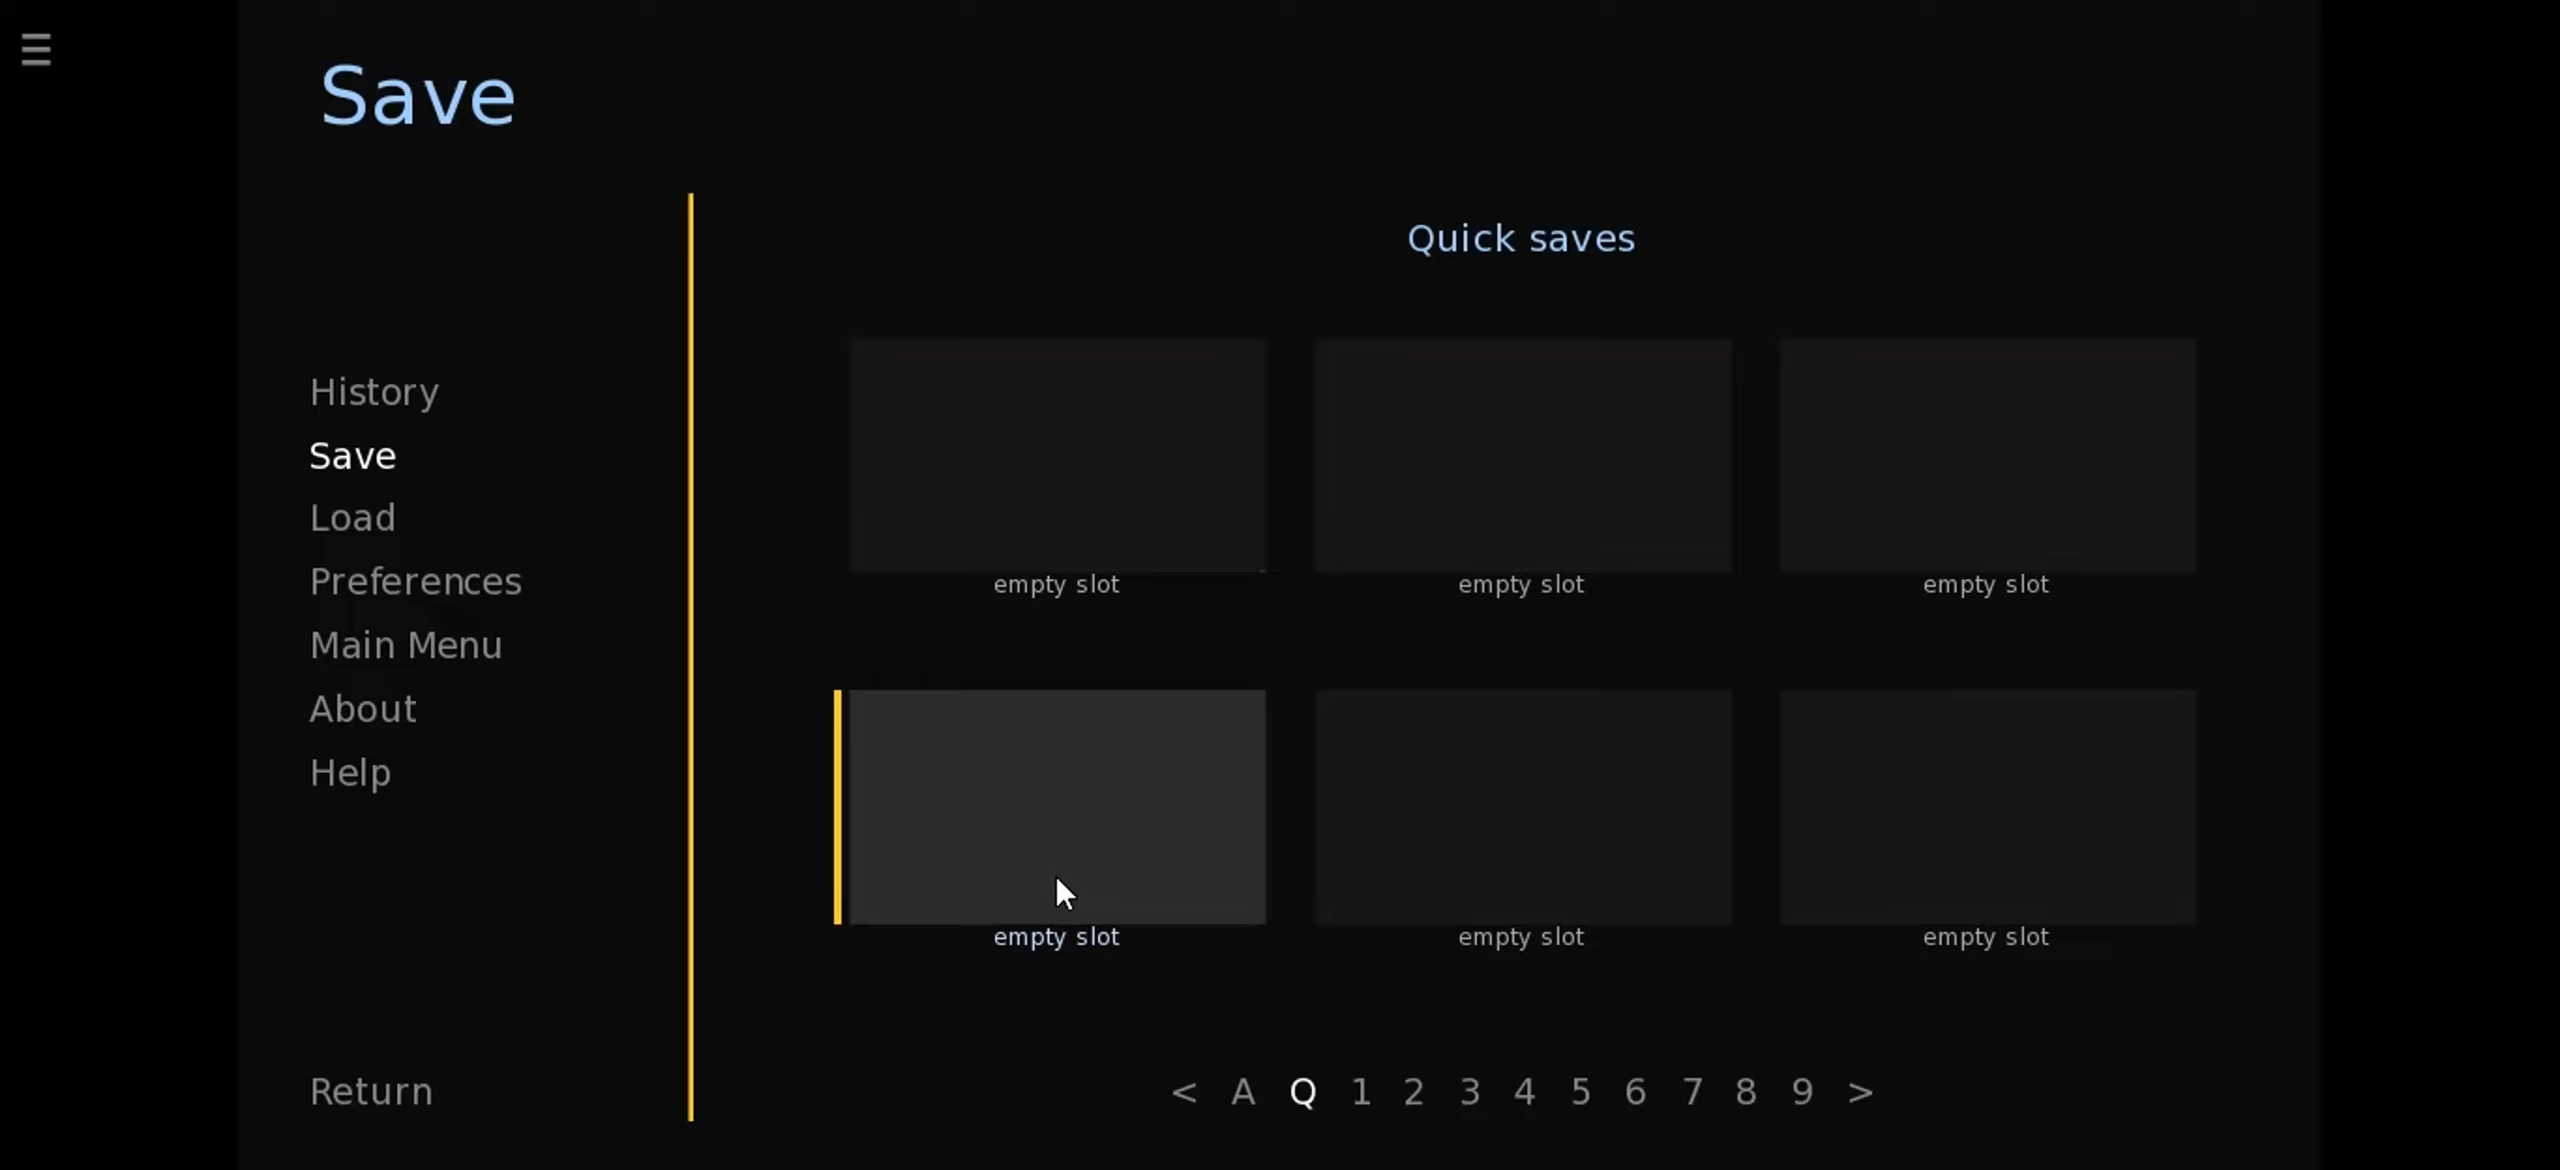 Save
Quick saves
History
Save
Load
Preferences
Main Menu
About
Help
Return
empty slot
empty slot
empty slot
empty slot
empty slot
empty slot
< A Q 1 2 3 4 5 6 7 8 9 >